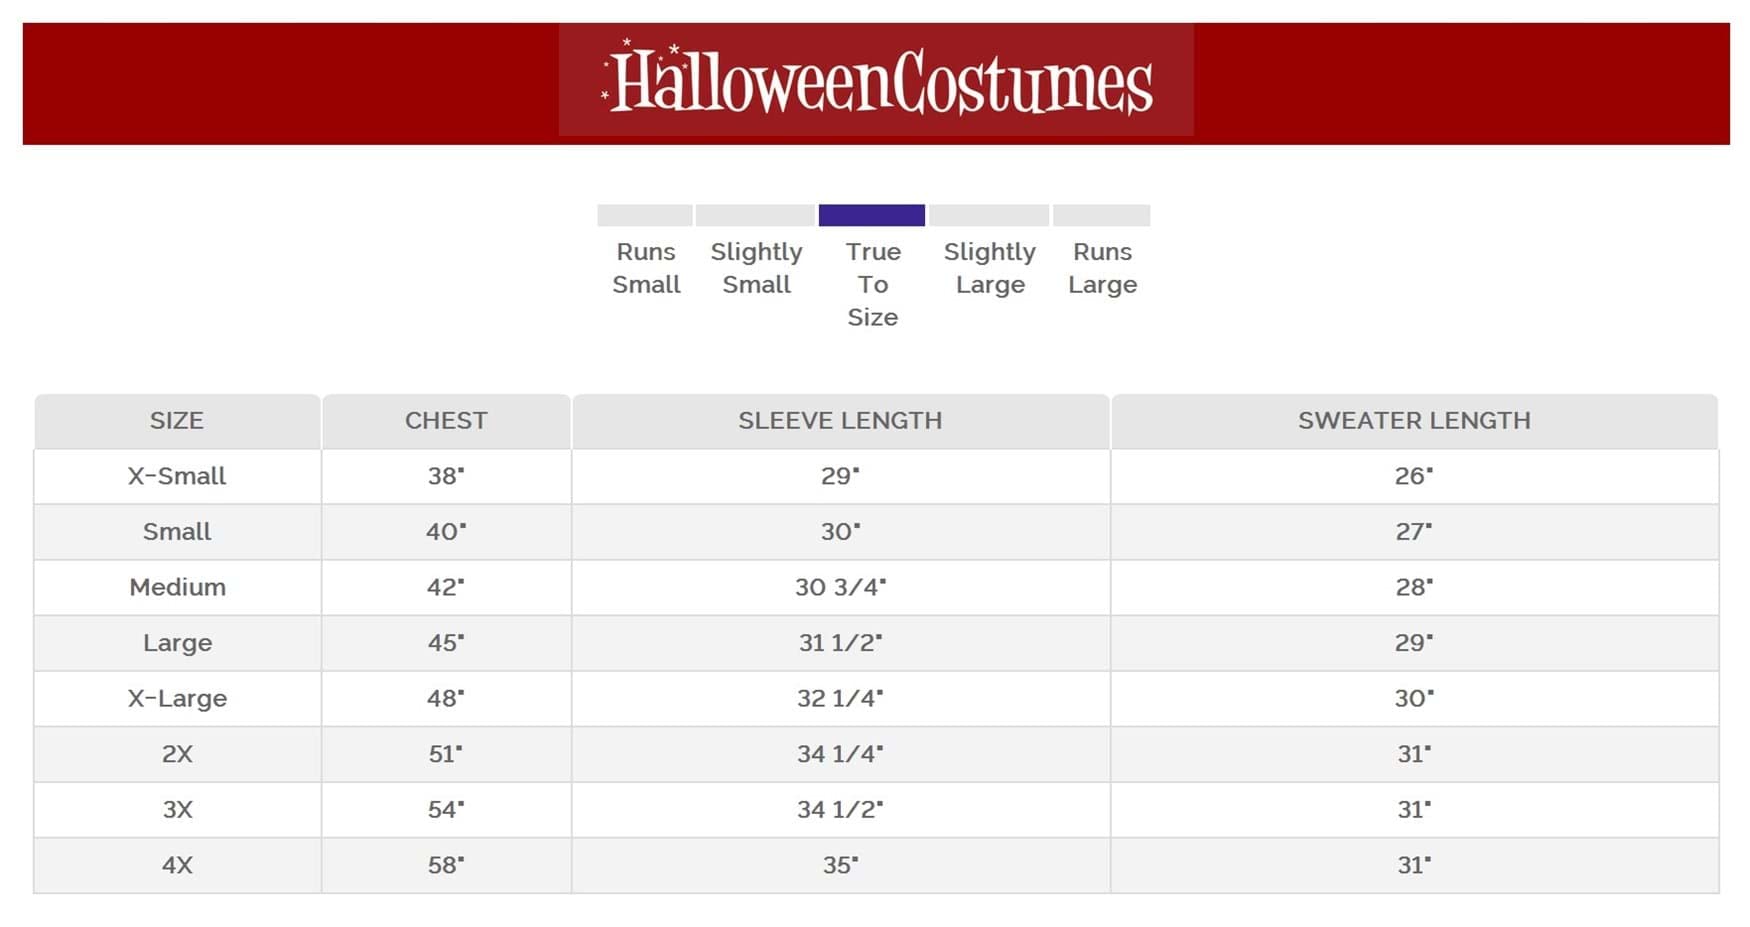 HalloweenCostumes
Runs Small Slightly Small True To Size Slightly Large Runs Large
SIZE CHEST SLEEVE LENGTH SWEATER LENGTH
X-Small 38" 29" 26"
Small 40" 30" 27"
Medium 42" 30 3/4" 28"
Large 45" 31 1/2" 29"
X-Large 48" 32 1/4" 30"
2X 51" 34 1/4" 31"
3X 54" 34 1/2" 31"
4X 58" 35" 31"